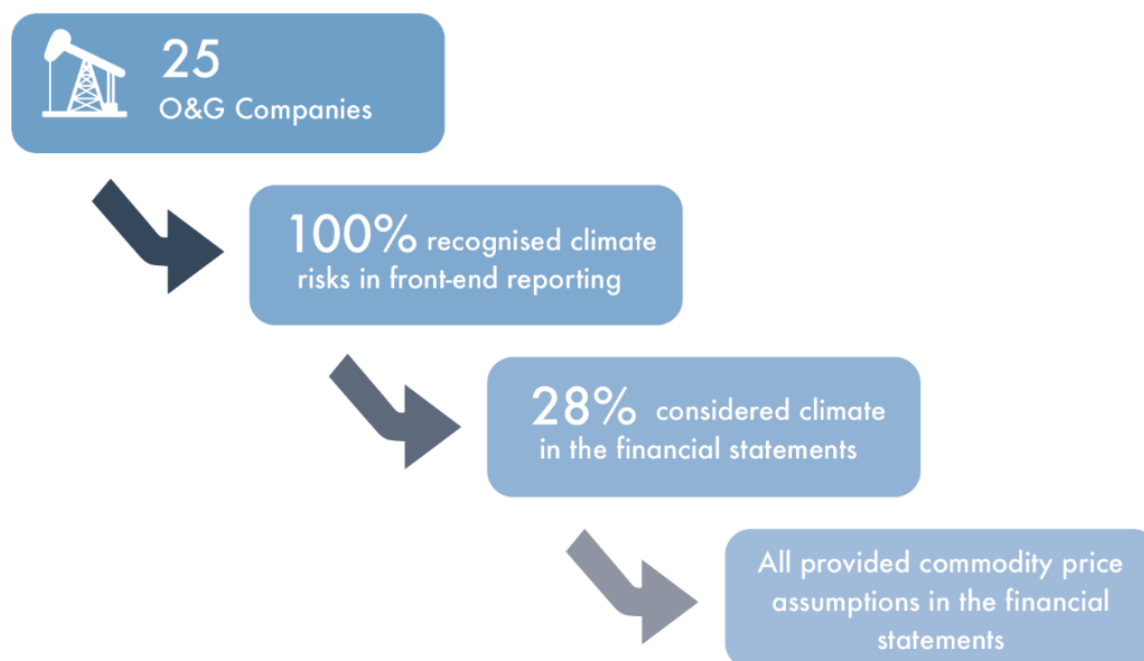 25
O&G Companies
100% recognised climate
risks in front-end reporting
28% considered climate
in the financial statements
All provided commodity price
assumptions in the financial
statements